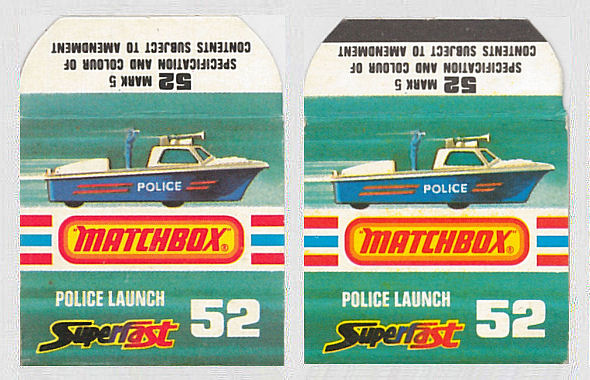 52 MARK 5
SPECIFICATION AND COLOUR OF
CONTENTS SUBJECT TO AMENDMENT
POLICE
"MATCHBOX"®
POLICE LAUNCH
Superfast 52
52 MARK 5
SPECIFICATION AND COLOUR OF
CONTENTS SUBJECT TO AMENDMENT
POLICE
"MATCHBOX"®
POLICE LAUNCH
Superfast 52